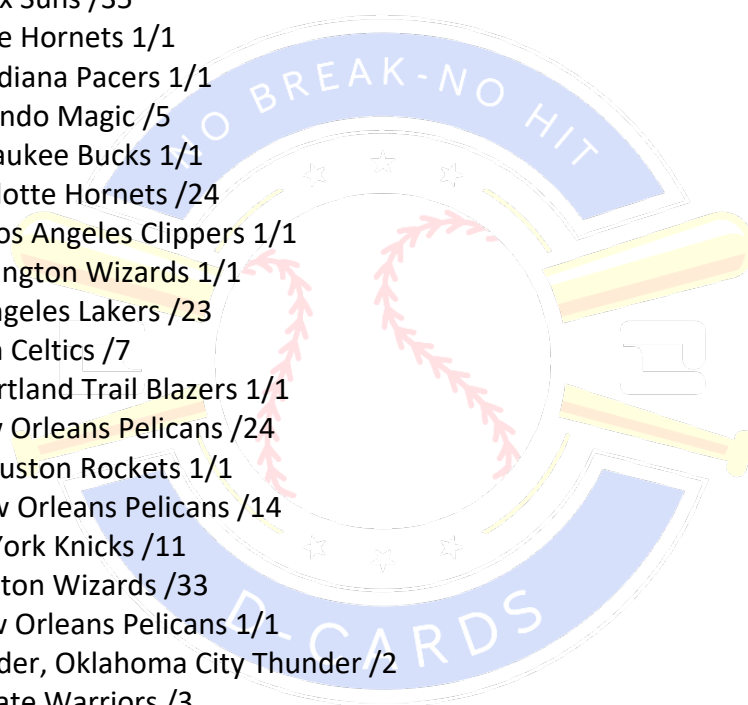 x Suns /35
e Hornets 1/1
diana Pacers 1/1
ndo Magic /5
aukee Bucks 1/1
lotte Hornets /24
os Angeles Clippers 1/1
ington Wizards 1/1
ngeles Lakers /23
n Celtics /7
rtland Trail Blazers 1/1
w Orleans Pelicans /24
uston Rockets 1/1
w Orleans Pelicans /14
York Knicks /11
ton Wizards /33
w Orleans Pelicans 1/1
der, Oklahoma City Thunder /2
ate Warriors /3
NO BREAK-NO HIT
D-CARDS